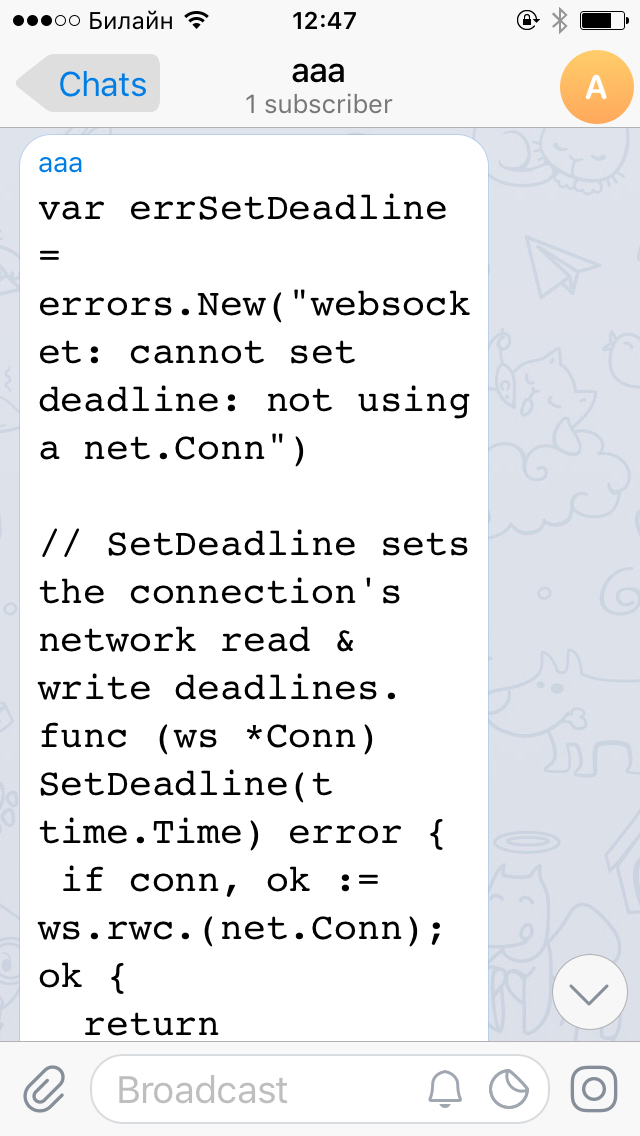 Билайн 12:47
Chats
aaa
1 subscriber
A
aaa
var errSetDeadline
=
errors.New("websock
et: cannot set
deadline: not using
a net.Conn")
// SetDeadline sets
the connection's
network read &
write deadlines.
func (ws *Conn)
SetDeadline(t
time.Time) error {
if conn, ok :=
ws.rwc.(net.Conn);
ok {
return
Broadcast